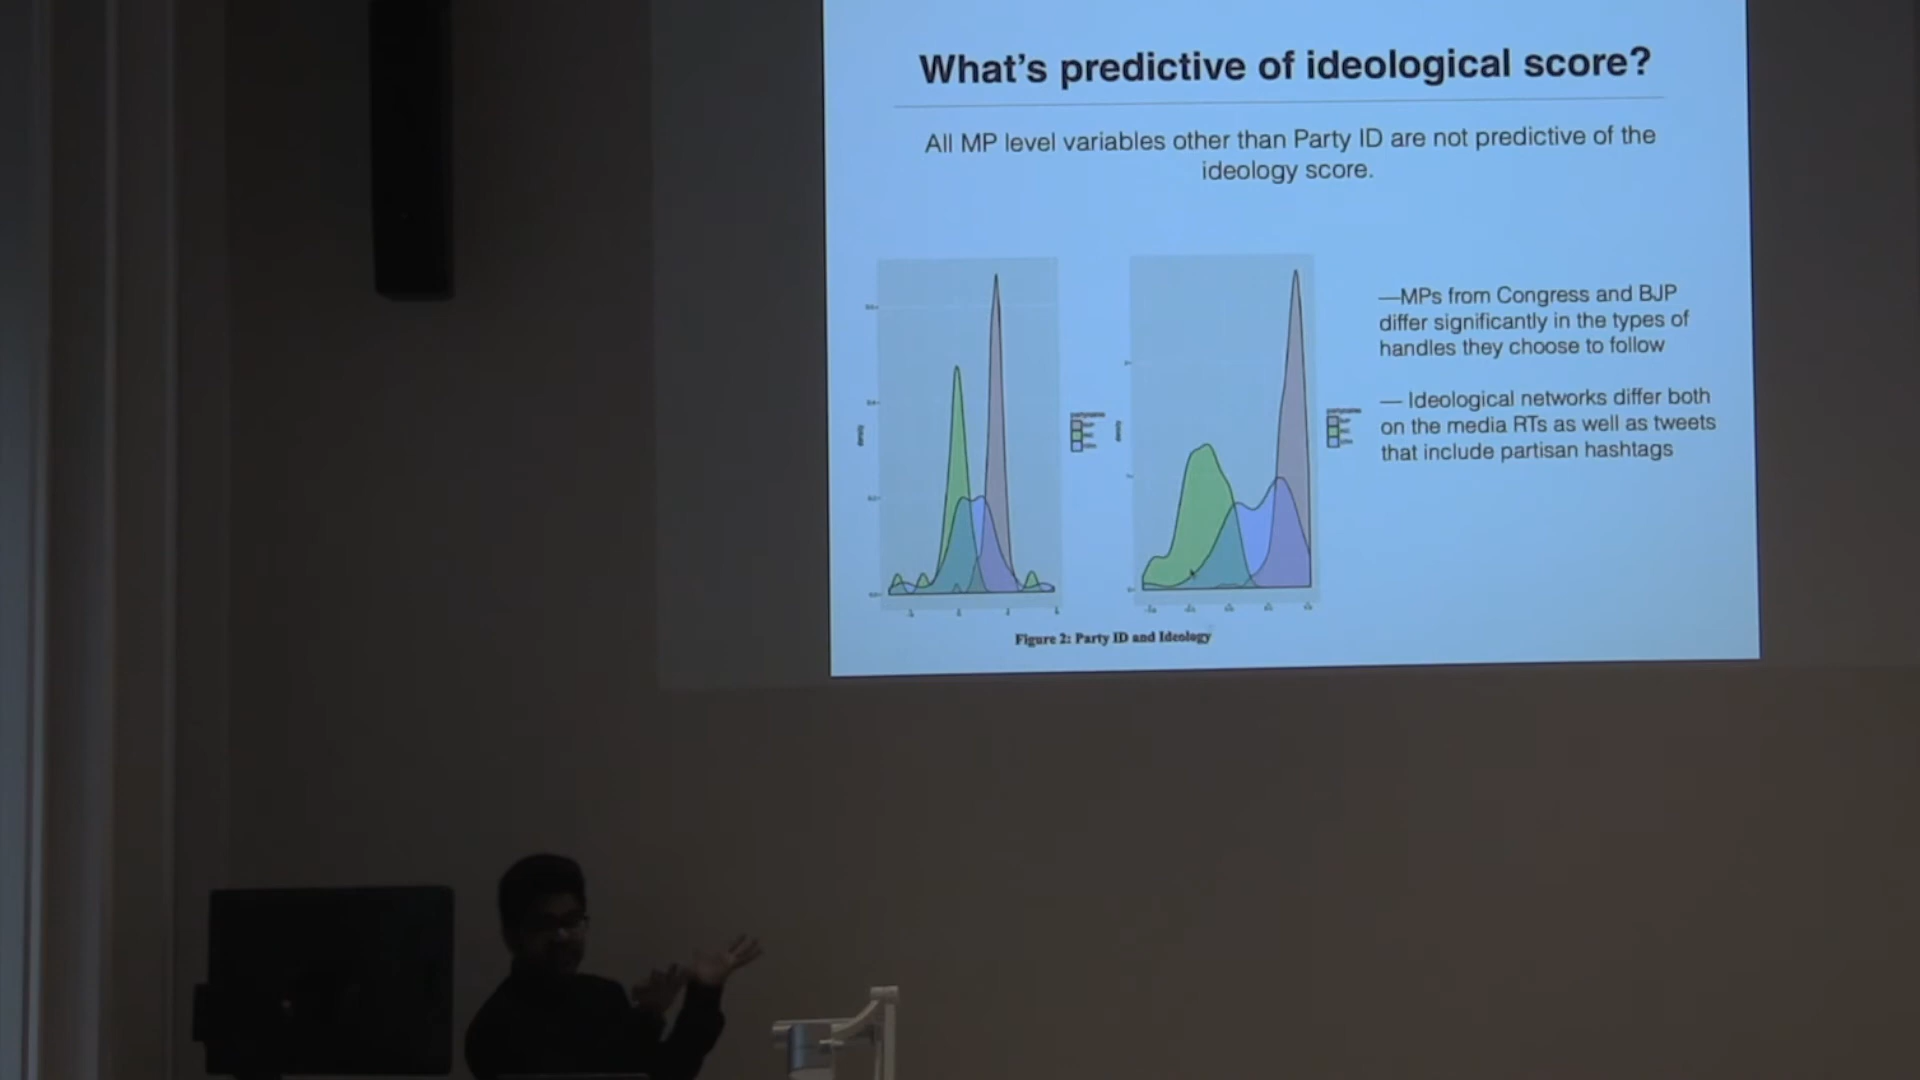 What's predictive of ideological score?
All MP level variables other than Party ID are not predictive of the
ideology score.
—MPs from Congress and BJP
differ significantly in the types of
handles they choose to follow
— Ideological networks differ both
on the media RTs as well as tweets
that include partisan hashtags
Figure 2: Party ID and Ideology